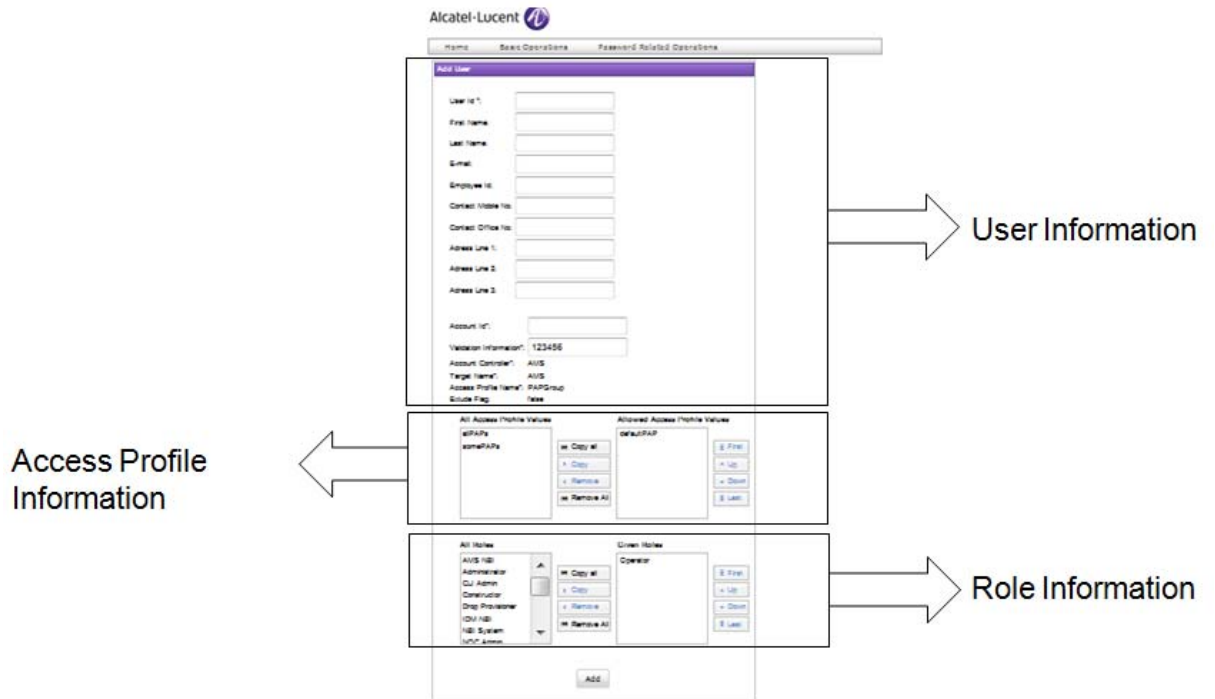 Alcatel-Lucent
Home Basic Operations Password Related Operations
Add User
User Id *:
First Name:
Last Name:
E-mail:
Employee Id:
Contact Mobile No:
Contact Office No:
Adress Line 1:
Adress Line 2:
Adress Line 3:
User Information
Account Id*:
Validation Information*: 123456
Account Controller*: AMS
Target Name*: AMS
Access Profile Name*: PAPGroup
Exlude Flag: false
All Access Profile Values Allowed Access Profile Values
allPAPs defaultPAP
somePAPs
Copy all First
Copy Up
Remove Down
Remove All Last
Access Profile
Information
All Roles Given Roles
AMS NBI Operator
Administrator
CLI Admin
Constructor
Drop Provisioner
IDM NBI
NBI System
NOC Admin
Copy all First
Copy Up
Remove Down
Remove All Last
Role Information
Add